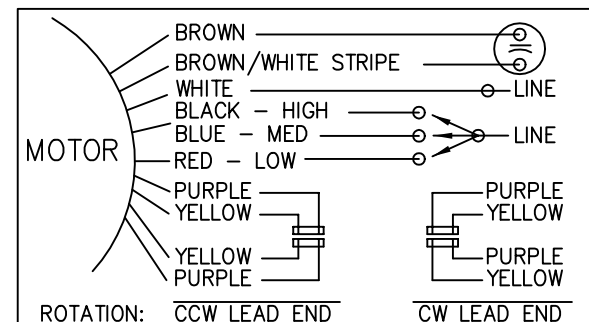 BROWN
BROWN/WHITE STRIPE
WHITE
LINE
BLACK - HIGH
BLUE - MED
LINE
MOTOR
RED - LOW
PURPLE
YELLOW
YELLOW
PURPLE
PURPLE
YELLOW
PURPLE
YELLOW
ROTATION: CCW LEAD END CW LEAD END